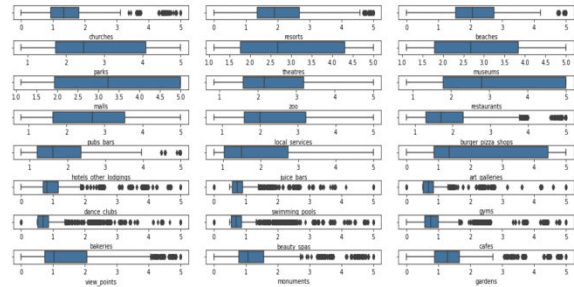 0 1 2 3 4 5 0 1 2 3 4 5 0 1 2 3 4 5
churches resorts beaches
1 2 3 4 5 1.0 1.5 2.0 2.5 3.0 3.5 4.0 4.5 5.0 1.0 1.5 2.0 2.5 3.0 3.5 4.0 4.5 5.0
parks theatres museums
1.0 1.5 2.0 2.5 3.0 3.5 4.0 4.5 5.0 1 2 3 4 5 0 1 2 3 4 5
malls zoo restaurants
1 2 3 4 5 1 2 3 4 5 1 2 3 4 5
pubs bars local services burger pizza shops
1 2 3 4 5 1 2 3 4 5 0 1 2 3 4 5
hotels other lodgings juice bars art galleries
0 1 2 3 4 5 0 1 2 3 4 5 0 1 2 3 4 5
dance clubs swimming pools gyms
0 1 2 3 4 5 0 1 2 3 4 5 0 1 2 3 4 5
bakeries beauty spas cafes
0 1 2 3 4 5 0 1 2 3 4 5 0 1 2 3 4 5
view_points monuments gardens